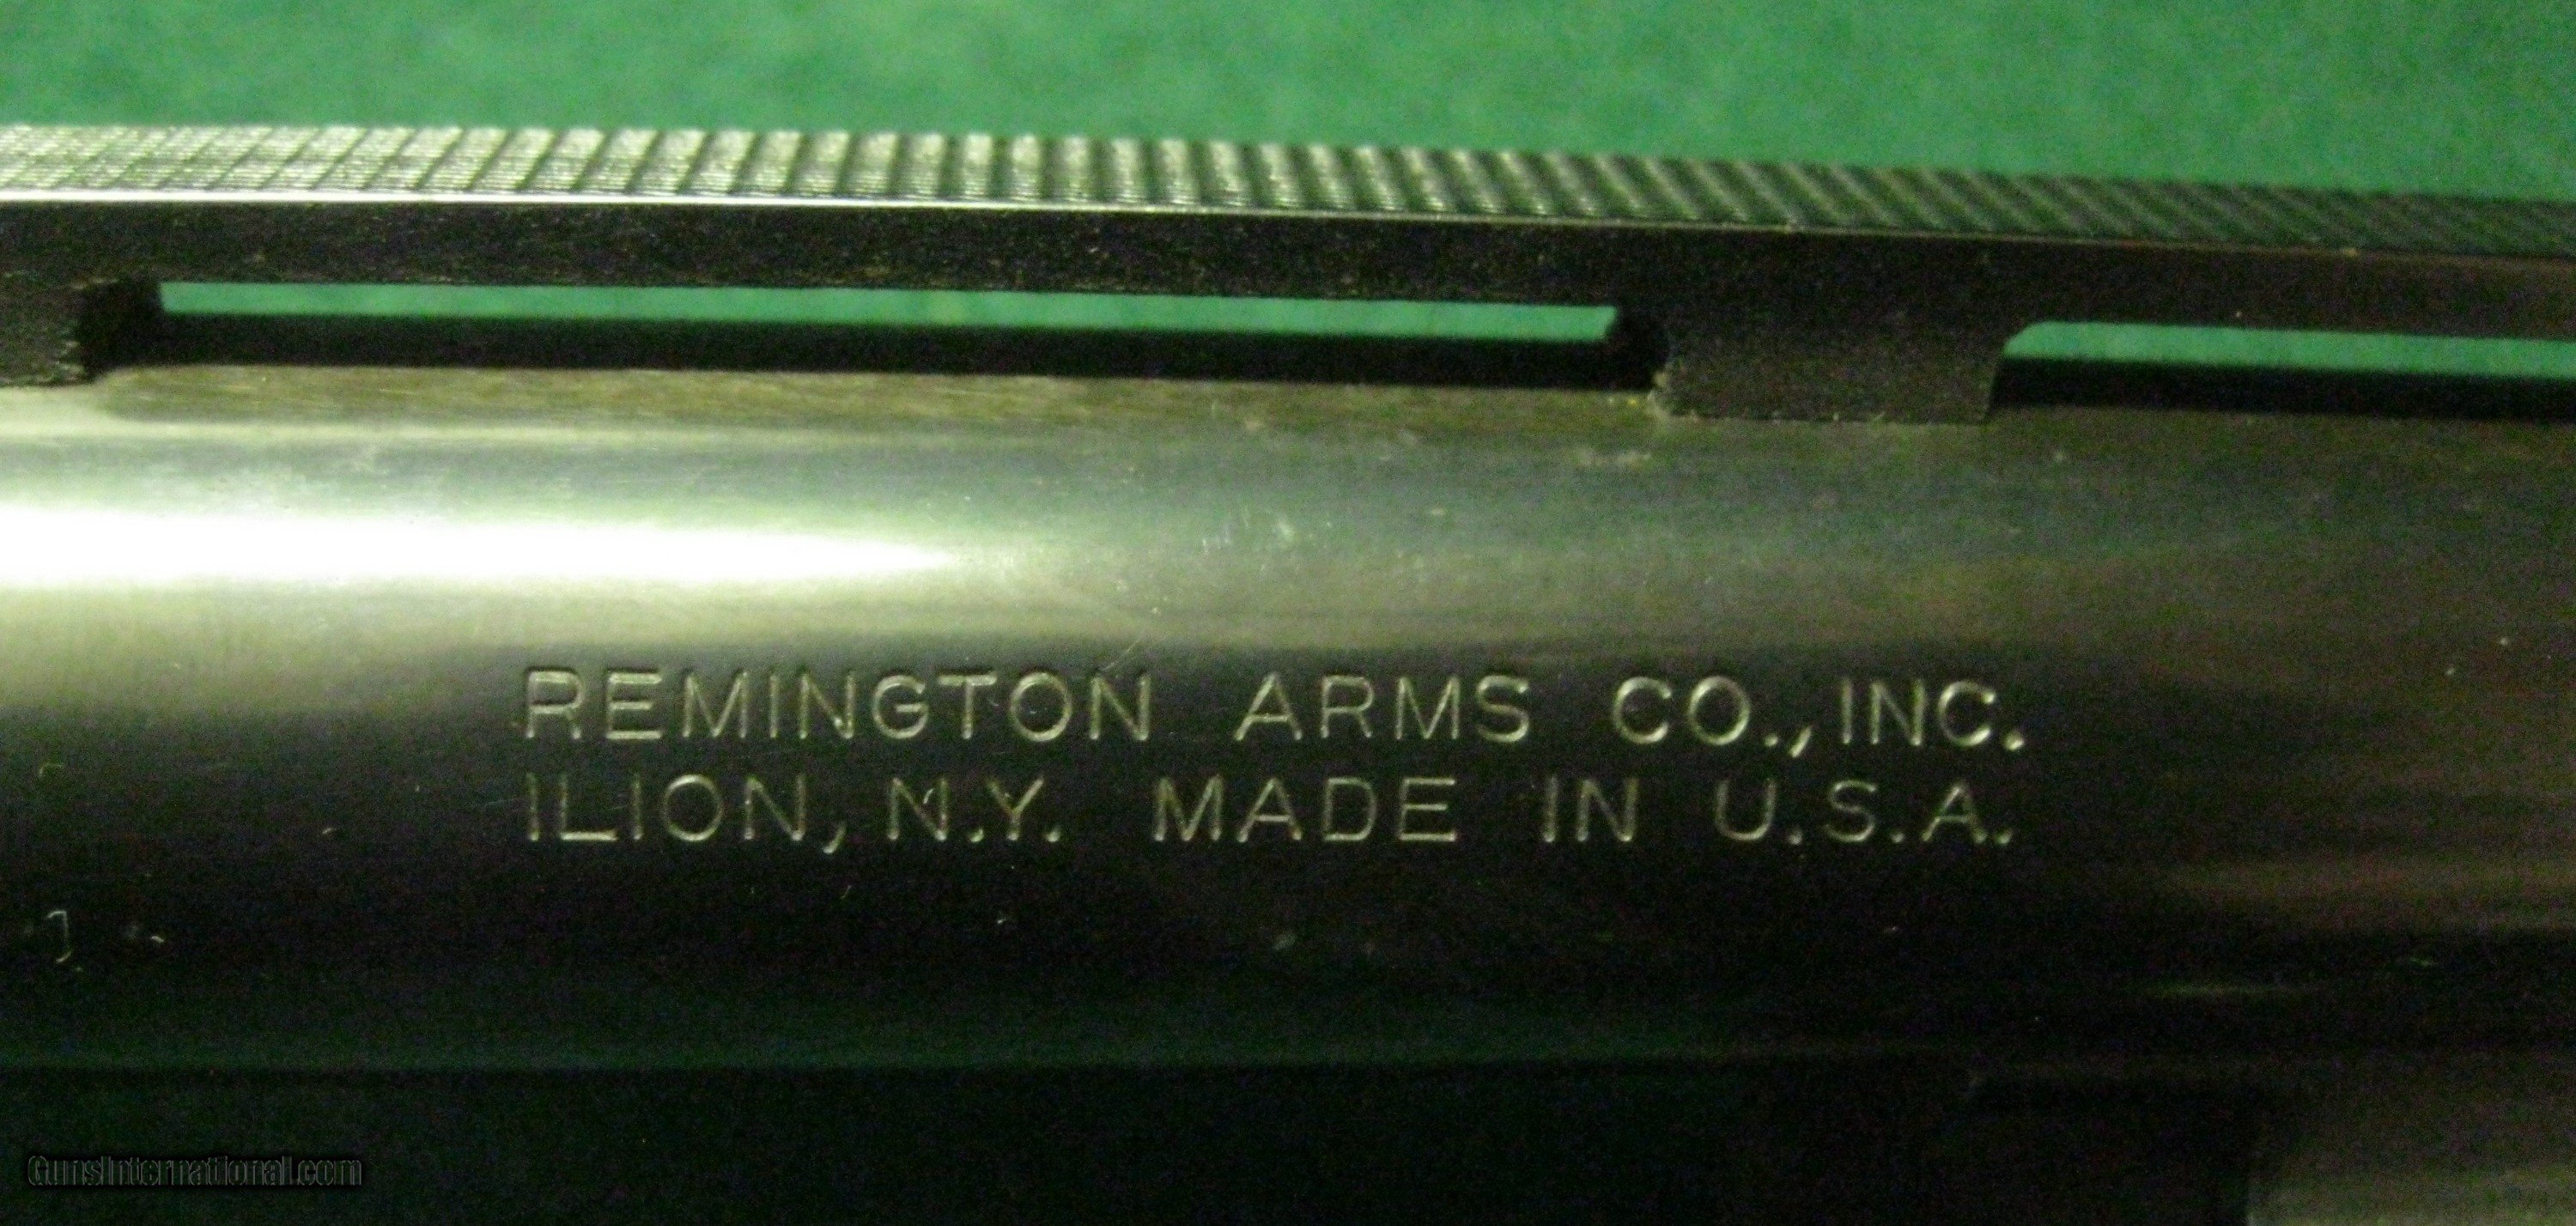 REMINGTON ARMS CO., INC.
ILION, N.Y. MADE IN U.S.A.
GunsInternational.com